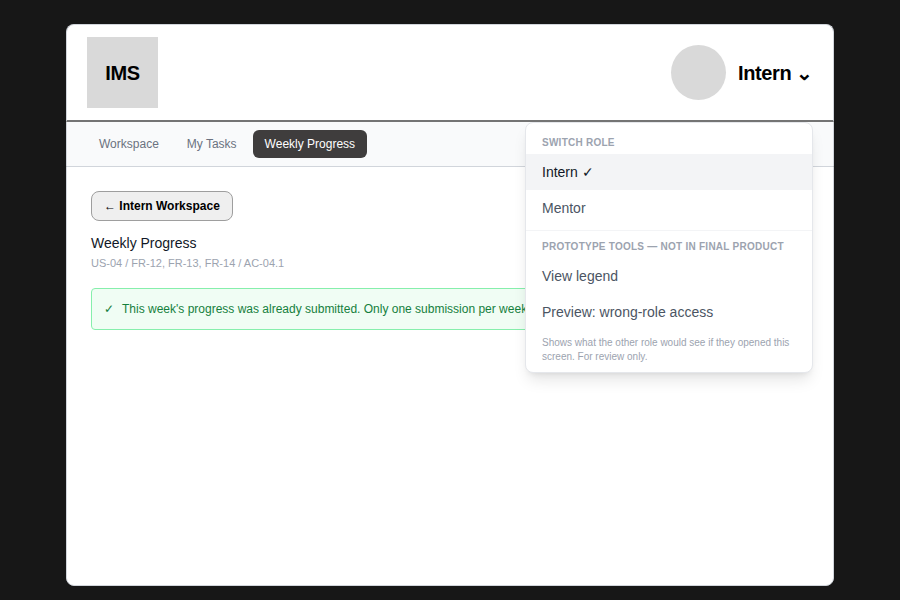 IMS
Intern ⌄
Workspace
My Tasks
Weekly Progress
SWITCH ROLE
Intern ✓
Mentor
PROTOTYPE TOOLS — NOT IN FINAL PRODUCT
View legend
Preview: wrong-role access
Shows what the other role would see if they opened this
screen. For review only.
← Intern Workspace
Weekly Progress
US-04 / FR-12, FR-13, FR-14 / AC-04.1
✓ This week's progress was already submitted. Only one submission per week